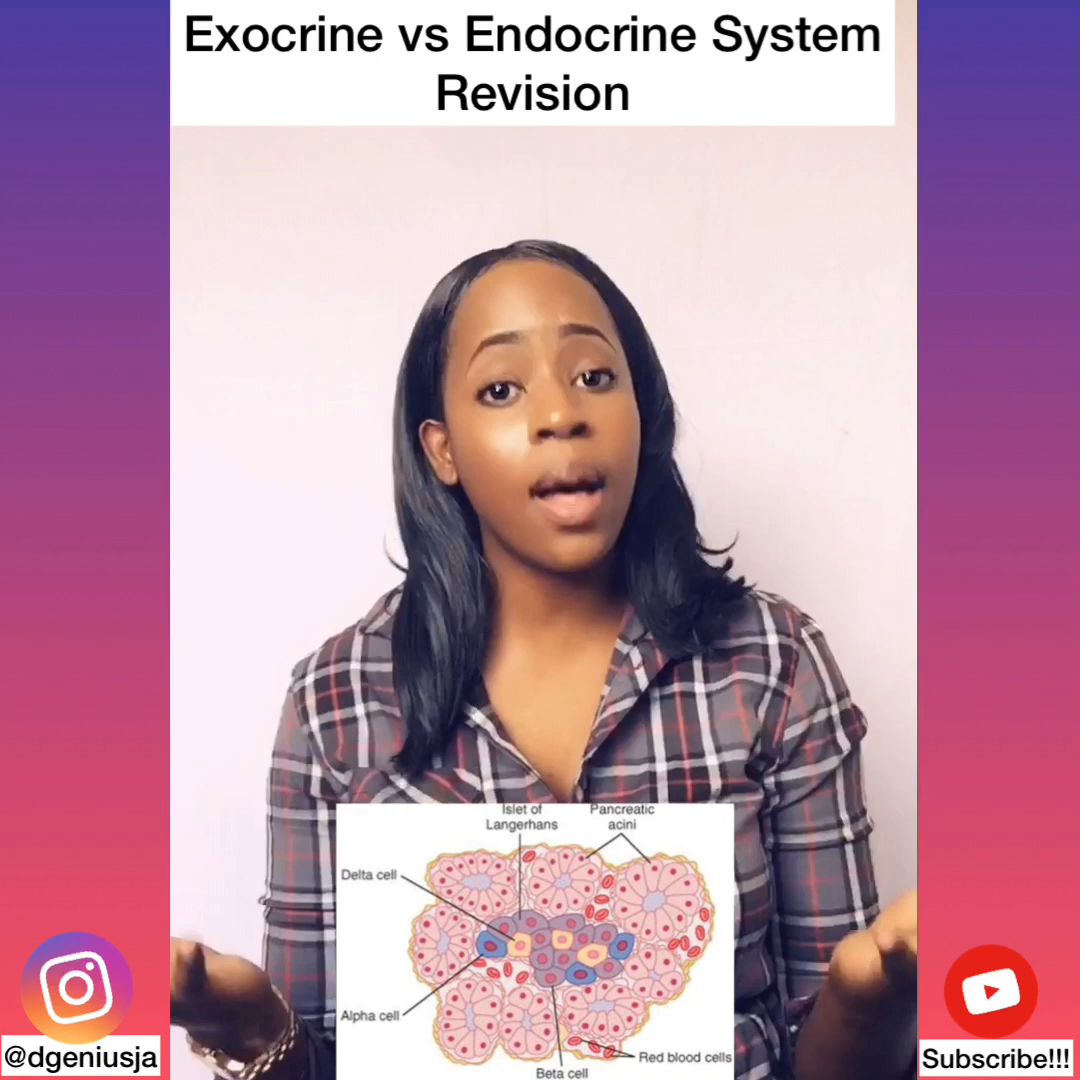 Exocrine vs Endocrine System
Revision
Islet of
Langerhans
Pancreatic
acini
Delta cell
Alpha cell
Red blood cells
Beta cell
@dgeniusja
Subscribe!!!